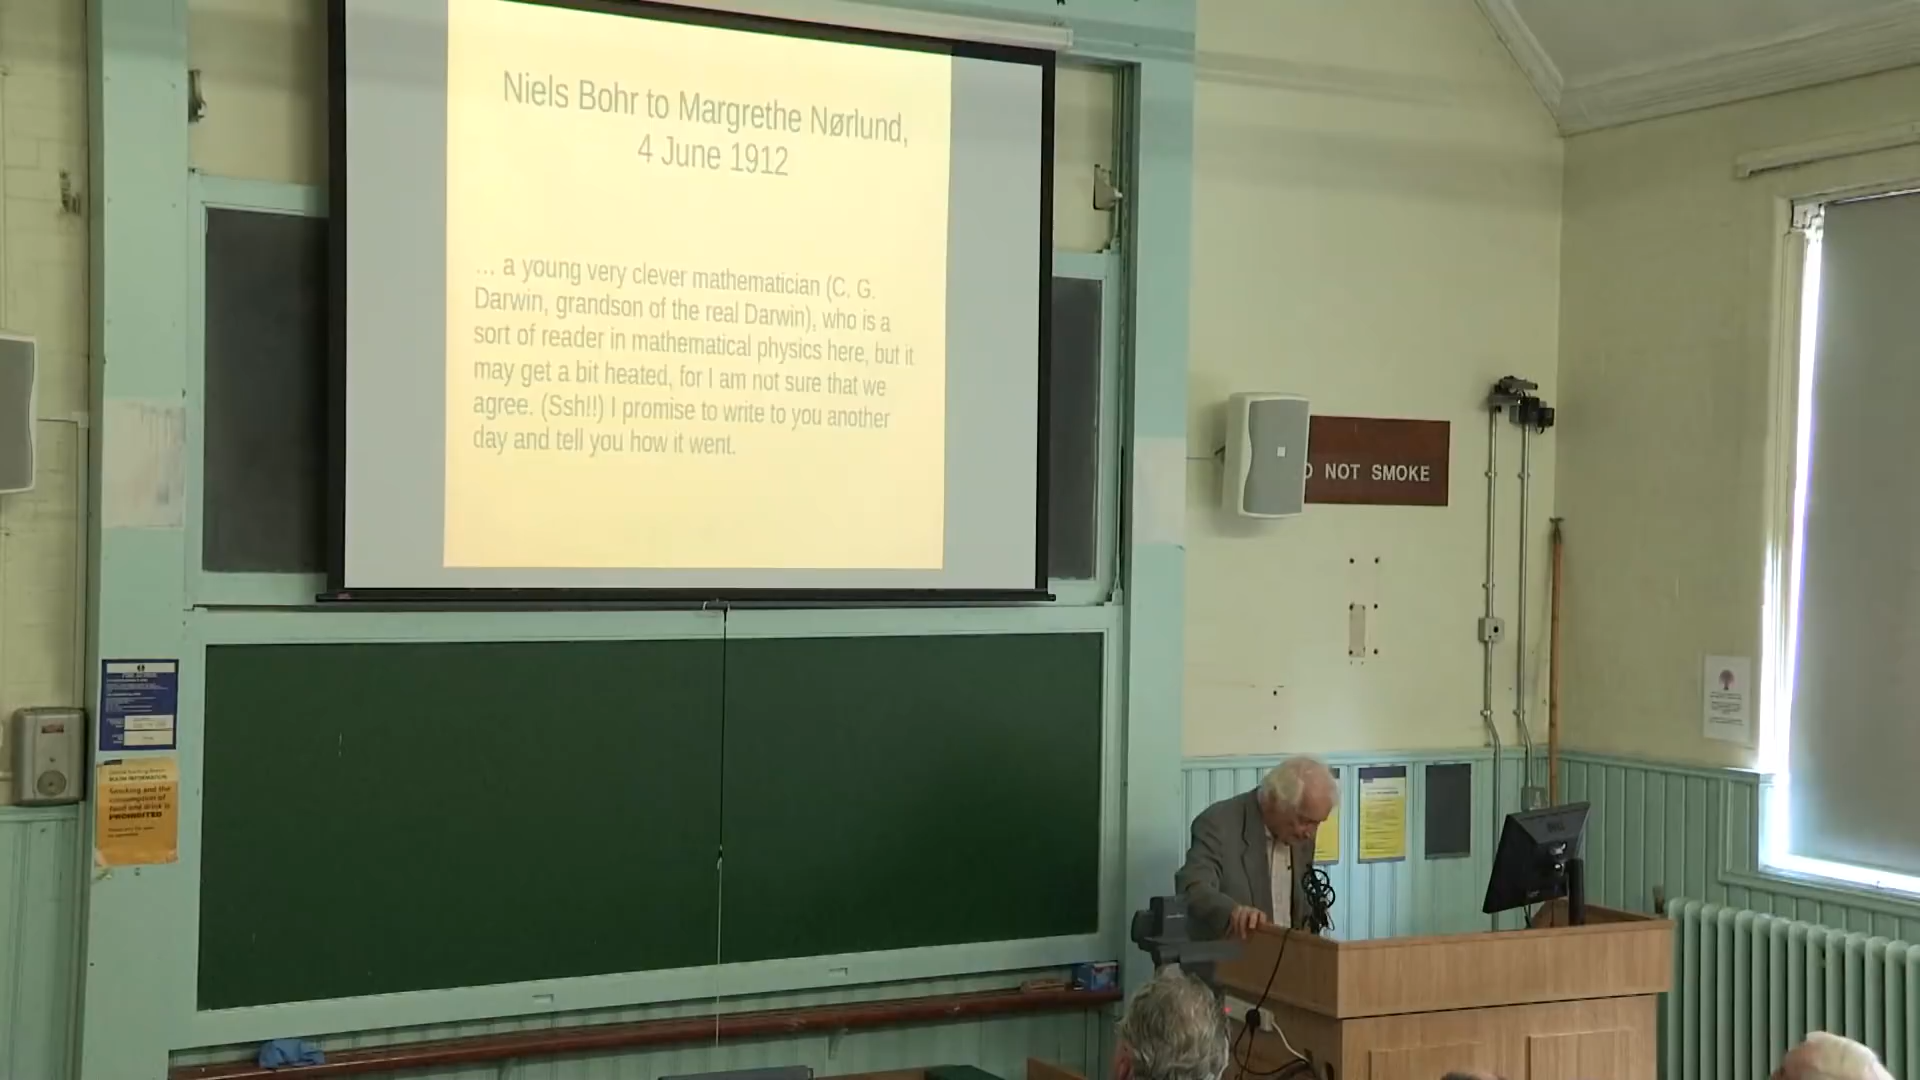 Niels Bohr to Margrethe Nørlund,
4 June 1912
... a young very clever mathematician (C. G.
Darwin, grandson of the real Darwin), who is a
sort of reader in mathematical physics here, but it
may get a bit heated, for I am not sure that we
agree. (Ssh!!) I promise to write to you another
day and tell you how it went.
NOT SMOKE
Smoking and the
consumption of
food and drink is
PROHIBITED